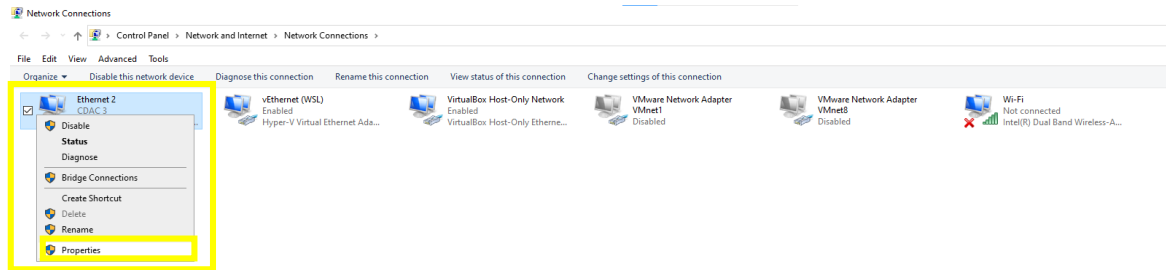 Network Connections
Control Panel > Network and Internet > Network Connections >
File Edit View Advanced Tools
Organize Disable this network device Diagnose this connection Rename this connection View status of this connection Change settings of this connection
Ethernet 2
CDAC 3
...
vEthernet (WSL)
Enabled
Hyper-V Virtual Ethernet Ada...
VirtualBox Host-Only Network
Enabled
VirtualBox Host-Only Etherne...
VMware Network Adapter
VMnet1
Disabled
VMware Network Adapter
VMnet8
Disabled
Wi-Fi
Not connected
Intel(R) Dual Band Wireless-A...
Disable
Status
Diagnose
Bridge Connections
Create Shortcut
Delete
Rename
Properties